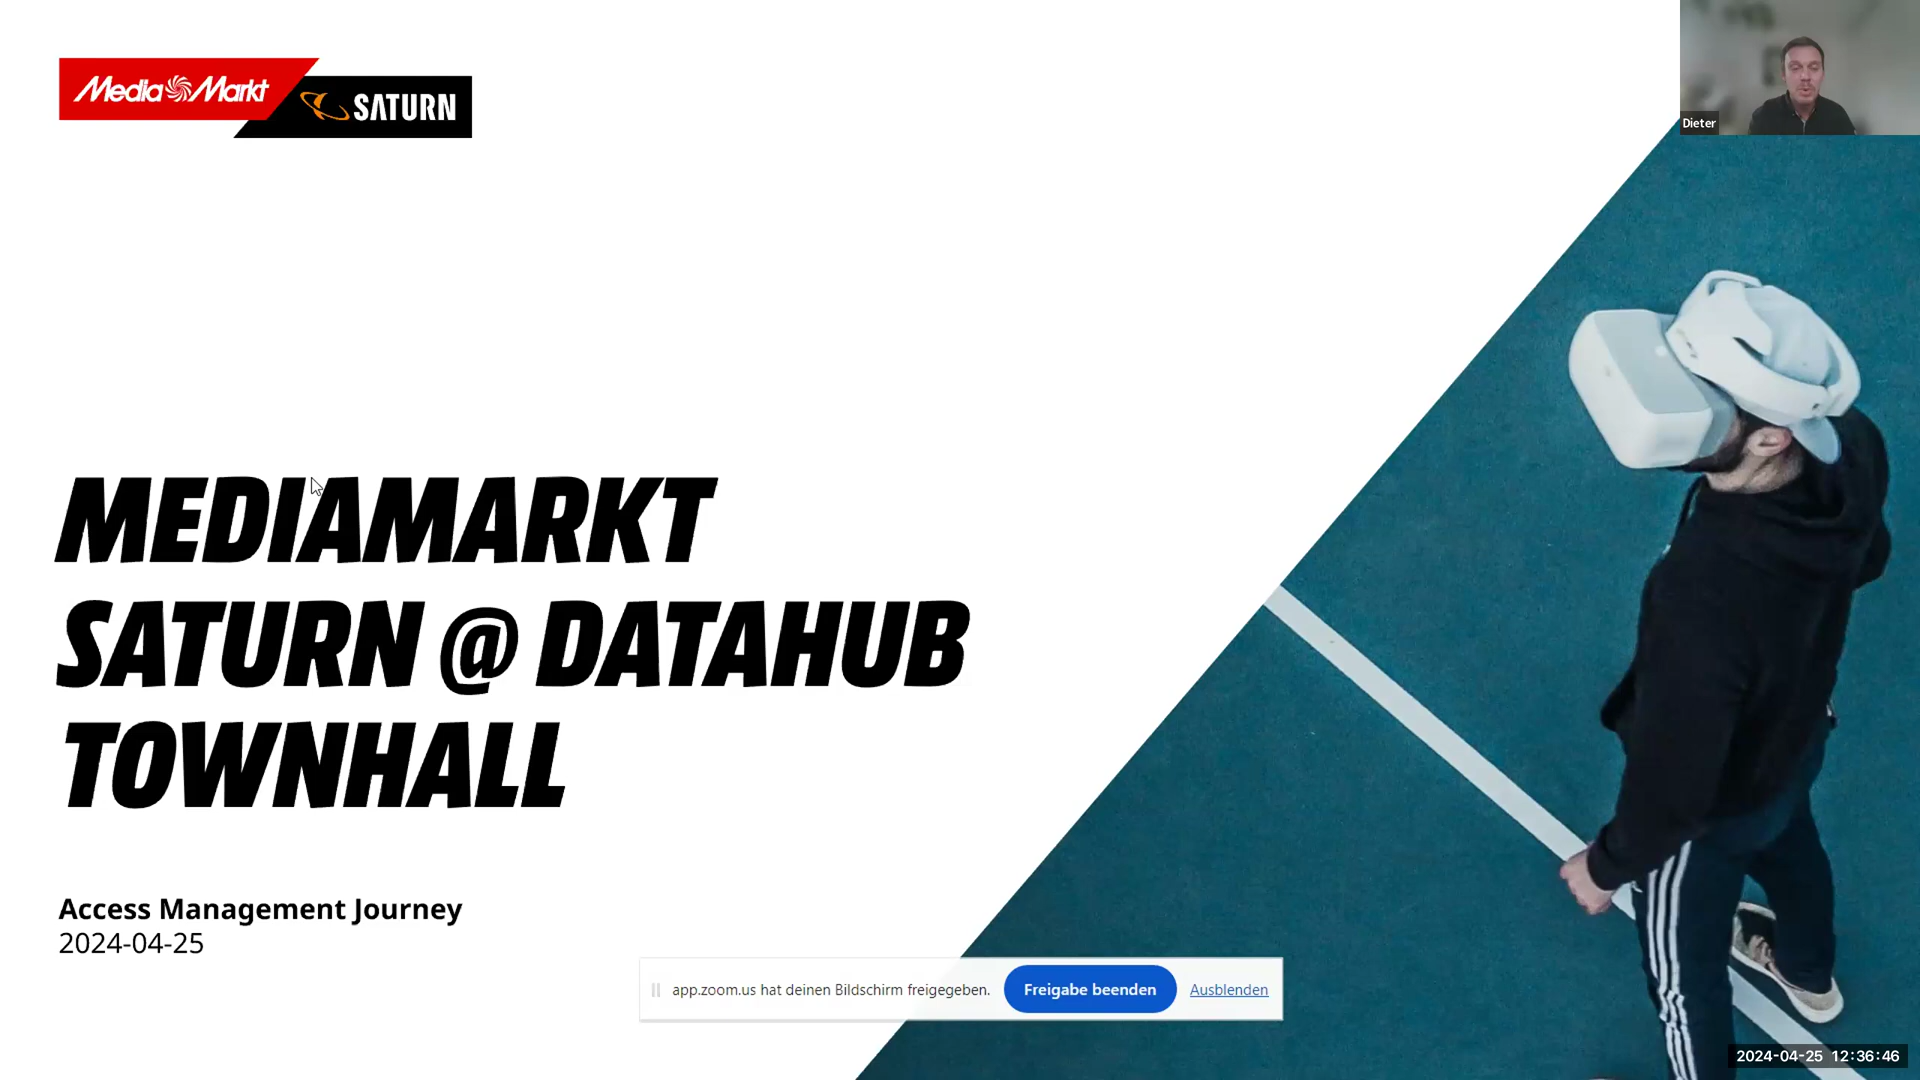 MediaMarkt
SATURN
Dieter
MEDIAMARKT
SATURN @ DATAHUB
TOWNHALL
Access Management Journey
2024-04-25
app.zoom.us hat deinen Bildschirm freigegeben. Freigabe beenden Ausblenden
2024-04-25 12:36:46